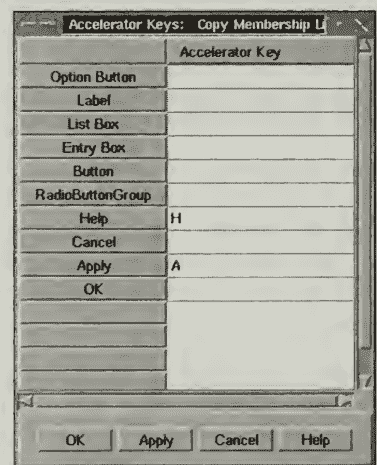 Accelerator Keys: Copy Membership Li
Accelerator Key
Option Button
Label
List Box
Entry Box
Button
RadioButtonGroup
Help H
Cancel
Apply A
OK
OK Apply Cancel Help